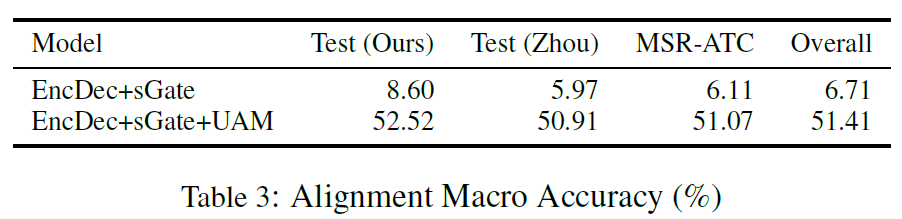 Model Test (Ours) Test (Zhou) MSR-ATC Overall
EncDec+sGate 8.60 5.97 6.11 6.71
EncDec+sGate+UAM 52.52 50.91 51.07 51.41
Table 3: Alignment Macro Accuracy (%)